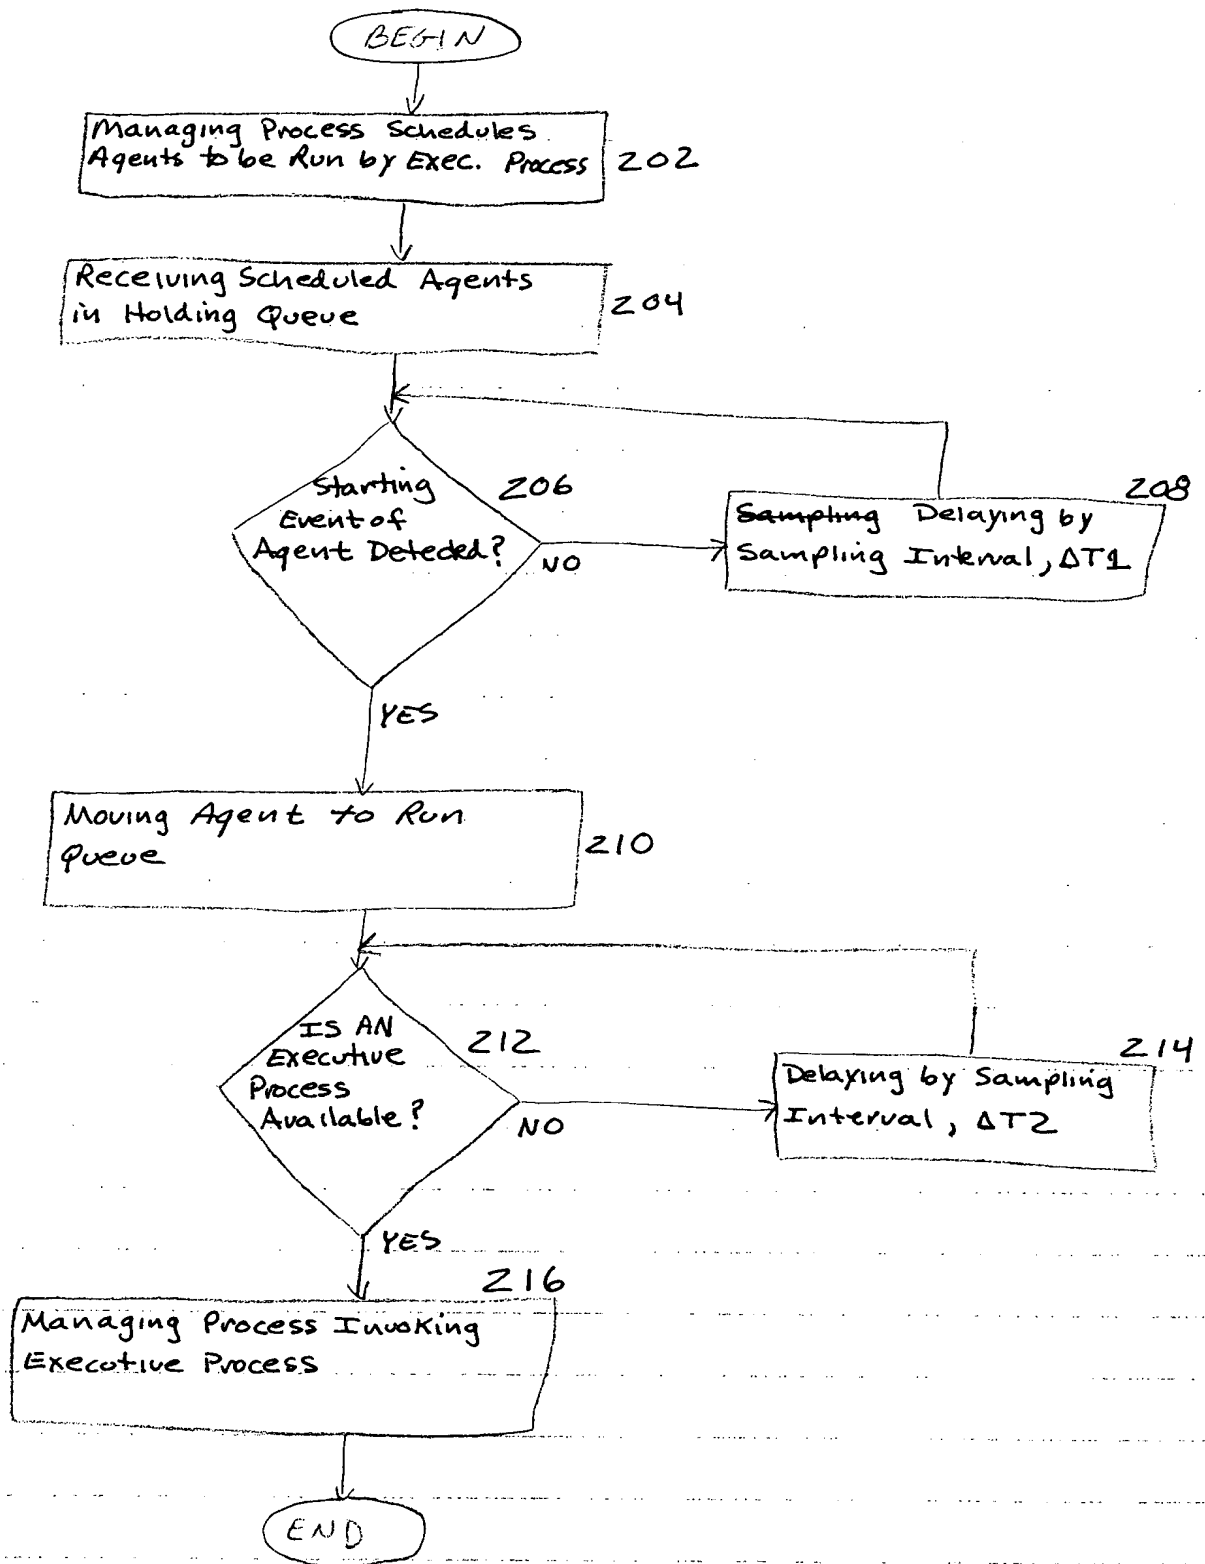 BEGIN
Managing Process Schedules
Agents to be Run by Exec. Process
202
Receiving Scheduled Agents
in Holding Queue
204
Starting
Event of
Agent Detected?
206
NO
208
Sampling Delaying by
Sampling Interval, ΔT1
YES
Moving Agent to Run
Queue
210
IS AN
Executive
Process
Available?
212
NO
214
Delaying by Sampling
Interval, ΔT2
YES
216
Managing Process Invoking
Executive Process
END